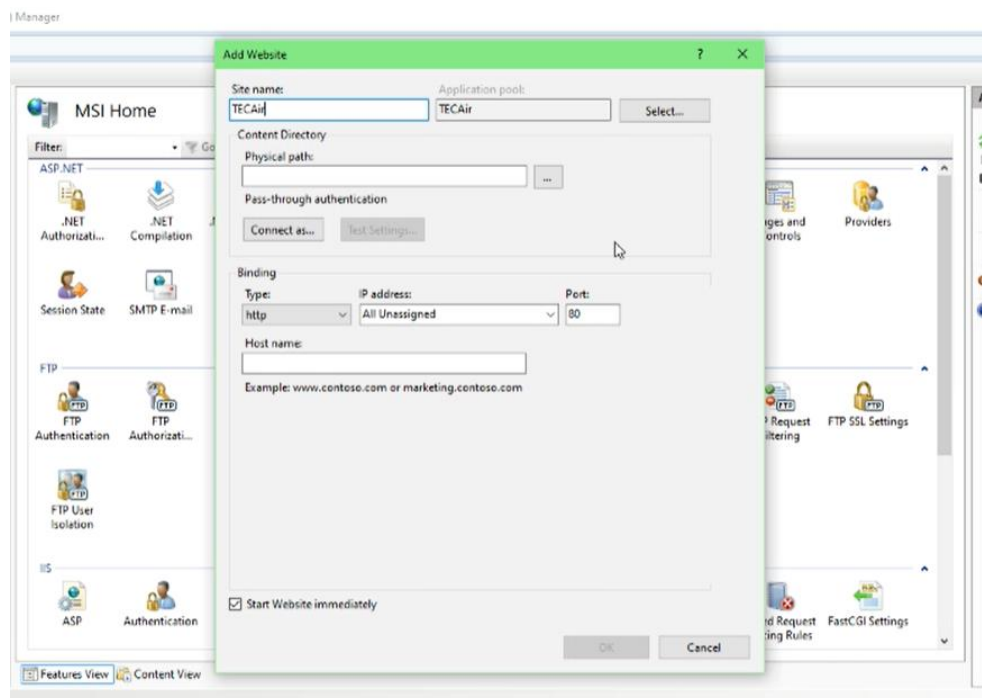 Manager
Add Website
?
Site name:
Application pool:
TECAir
TECAir
Select...
MSI Home
Content Directory
Filter:
Go
Physical path:
ASP.NET
...
Pass-through authentication
.NET
Authorizati...
.NET
Compilation
Connect as...
Test Settings...
ges and
ontrols
Providers
Binding
Type:
IP address:
Port:
Session State
SMTP E-mail
http
All Unassigned
80
Host name:
FTP
Example: www.contoso.com or marketing.contoso.com
FTP
Authentication
FTP
Authorizati...
Request
iltering
FTP SSL Settings
FTP User
Isolation
IIS
Start Website immediately
ASP
Authentication
d Request
ing Rules
FastCGI Settings
OK
Cancel
Features View
Content View